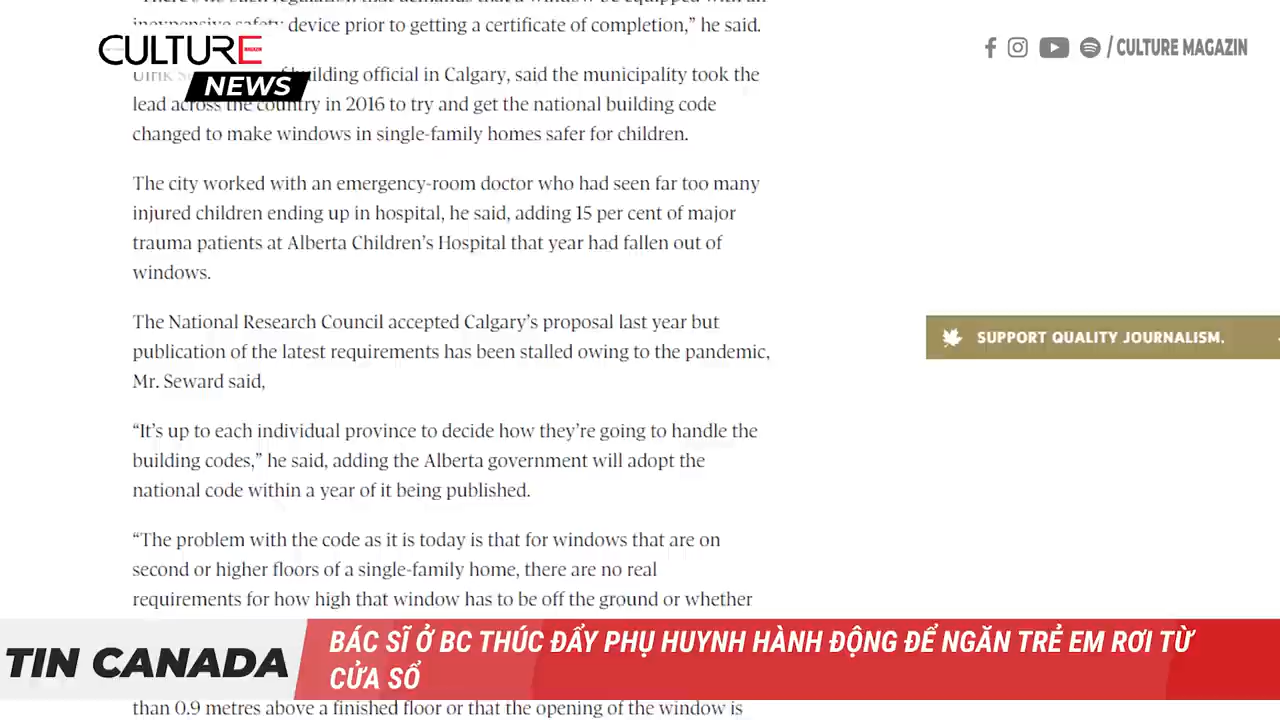 inexpensive safety device prior to getting a certificate of completion,” he said.
CULTURE
NEWS
/ CULTURE MAGAZIN
building official in Calgary, said the municipality took the
lead across the country in 2016 to try and get the national building code
changed to make windows in single-family homes safer for children.
The city worked with an emergency-room doctor who had seen far too many
injured children ending up in hospital, he said, adding 15 per cent of major
trauma patients at Alberta Children’s Hospital that year had fallen out of
windows.
The National Research Council accepted Calgary’s proposal last year but
publication of the latest requirements has been stalled owing to the pandemic,
Mr. Seward said,
SUPPORT QUALITY JOURNALISM.
“It’s up to each individual province to decide how they’re going to handle the
building codes,” he said, adding the Alberta government will adopt the
national code within a year of it being published.
“The problem with the code as it is today is that for windows that are on
second or higher floors of a single-family home, there are no real
requirements for how high that window has to be off the ground or whether
TIN CANADA
BÁC SĨ Ở BC THÚC ĐẨY PHỤ HUYNH HÀNH ĐỘNG ĐỂ NGĂN TRẺ EM RƠI TỪ
CỬA SỔ
than 0.9 metres above a finished floor or that the opening of the window is